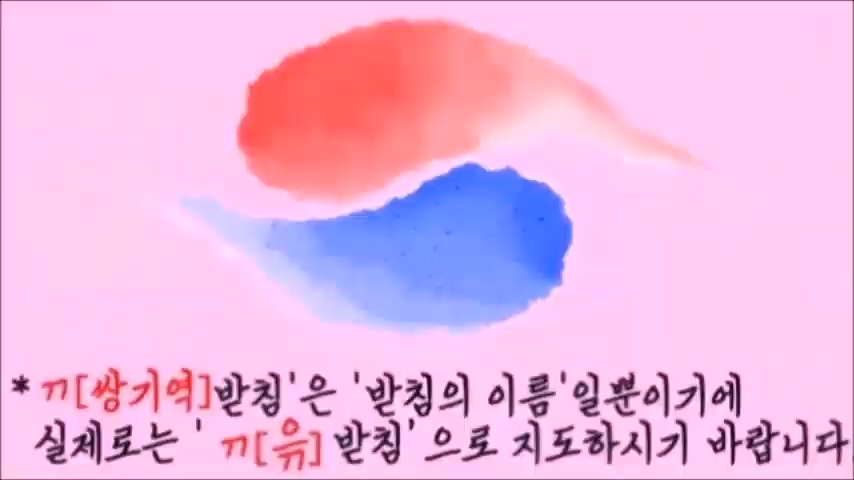 * ㄲ[쌍기역]받침'은 '받침의 이름'일뿐이기에
실제로는 ' ㄲ[윾] 받침'으로 지도하시기 바랍니다.